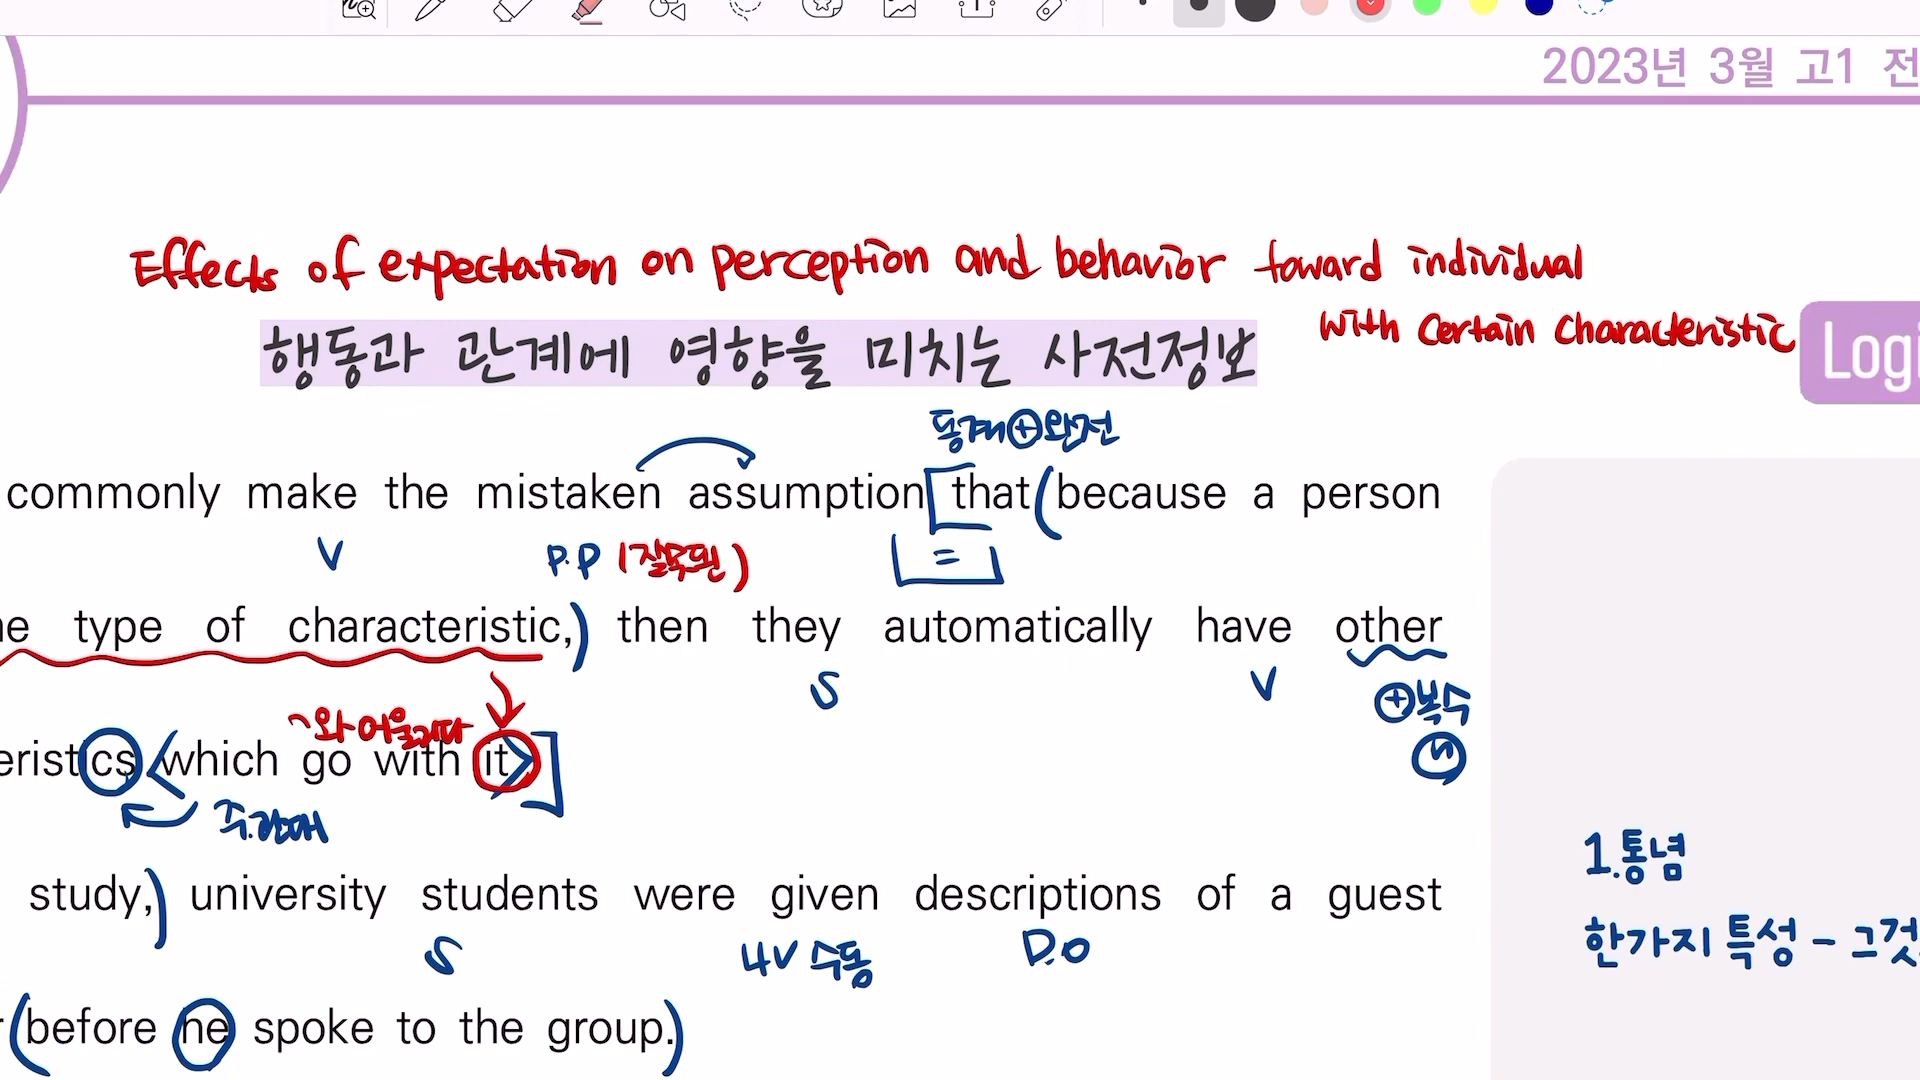 2023년 3월 고1 전
Effects of expectation on perception and behavior toward individual
with certain characteristic
행동과 관계에 영향을 미치는 사전정보
Logi
동격⊕완전
commonly make the mistaken assumption that (because a person
V P.P (잘못된) =
type of characteristic,) then they automatically have other
S V ⊕복수
~와 어울리다 n
which go with it
주.관대
study,) university students were given descriptions of a guest
S 4V 수동 D.O
(before he spoke to the group.)
1.통념
한가지 특성 - 그것